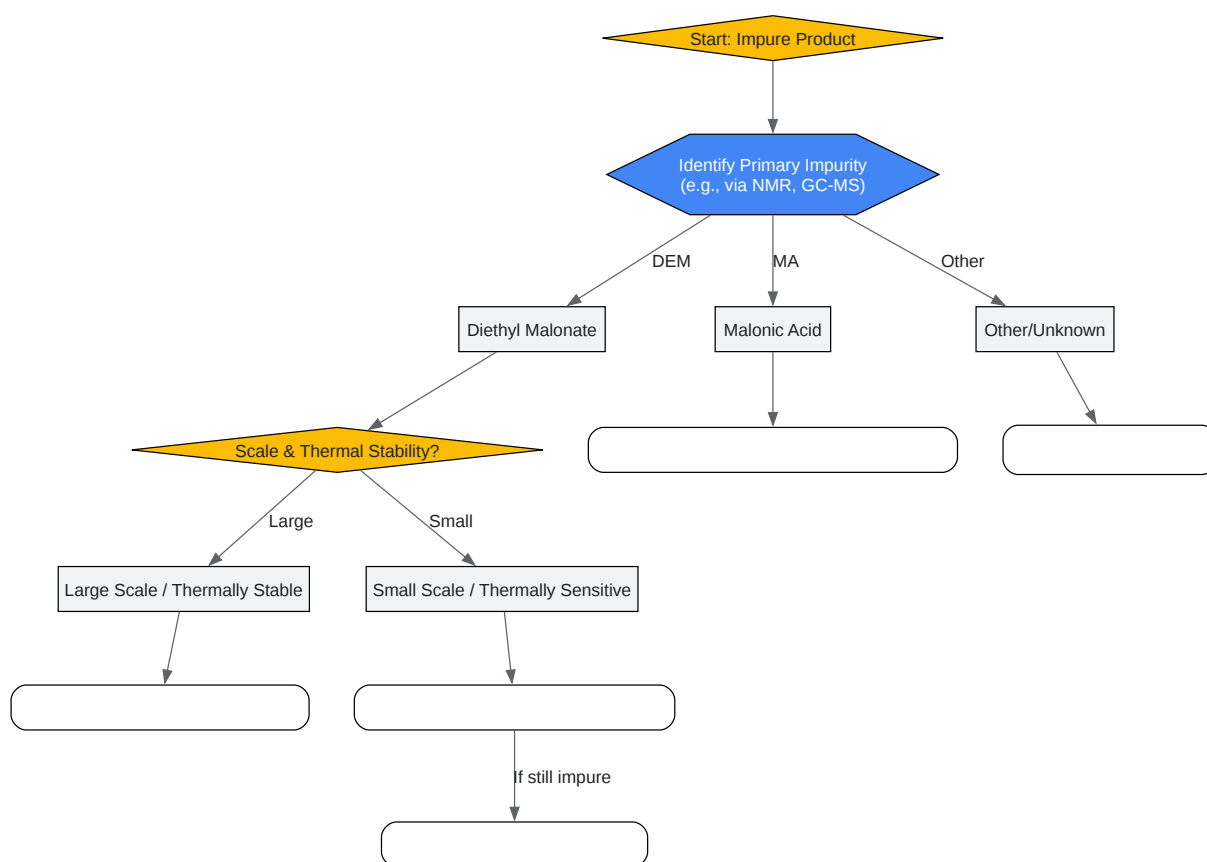 Start: Impure Product
Identify Primary Impurity
(e.g., via NMR, GC-MS)
DEM
MA
Other
Diethyl Malonate
Malonic Acid
Other/Unknown
Scale & Thermal Stability?
Large
Small
Large Scale / Thermally Stable
Small Scale / Thermally Sensitive
If still impure